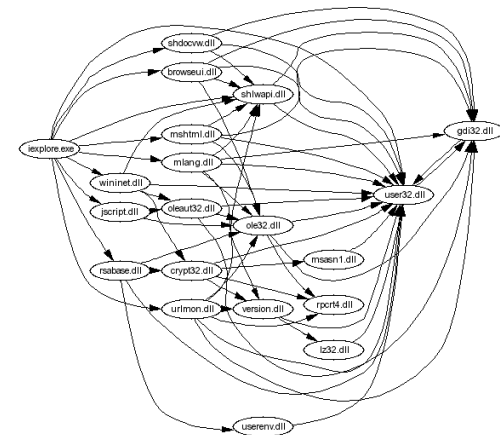 shdocvw.dll
browseui.dll
shlwapi.dll
gdi32.dll
mshtml.dll
iexplore.exe
mlang.dll
wininet.dll
user32.dll
jscript.dll
oleaut32.dll
ole32.dll
msasn1.dll
rsabase.dll
crypt32.dll
rpcrt4.dll
urlmon.dll
version.dll
lz32.dll
userenv.dll